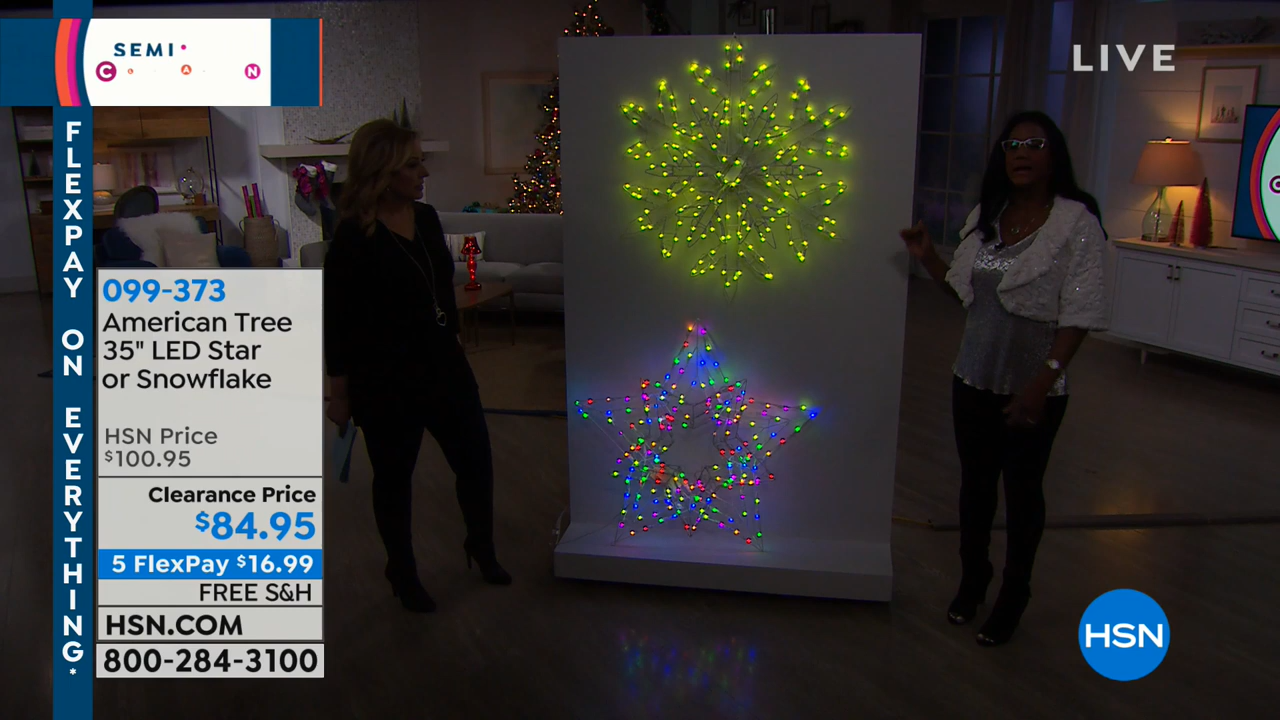 SEMI
C A N
LIVE
FLEXPAY ON EVERYTHING*
099-373
American Tree
35" LED Star
or Snowflake
HSN Price
$100.95
Clearance Price
$84.95
5 FlexPay $16.99
FREE S&H
HSN.COM
800-284-3100
HSN